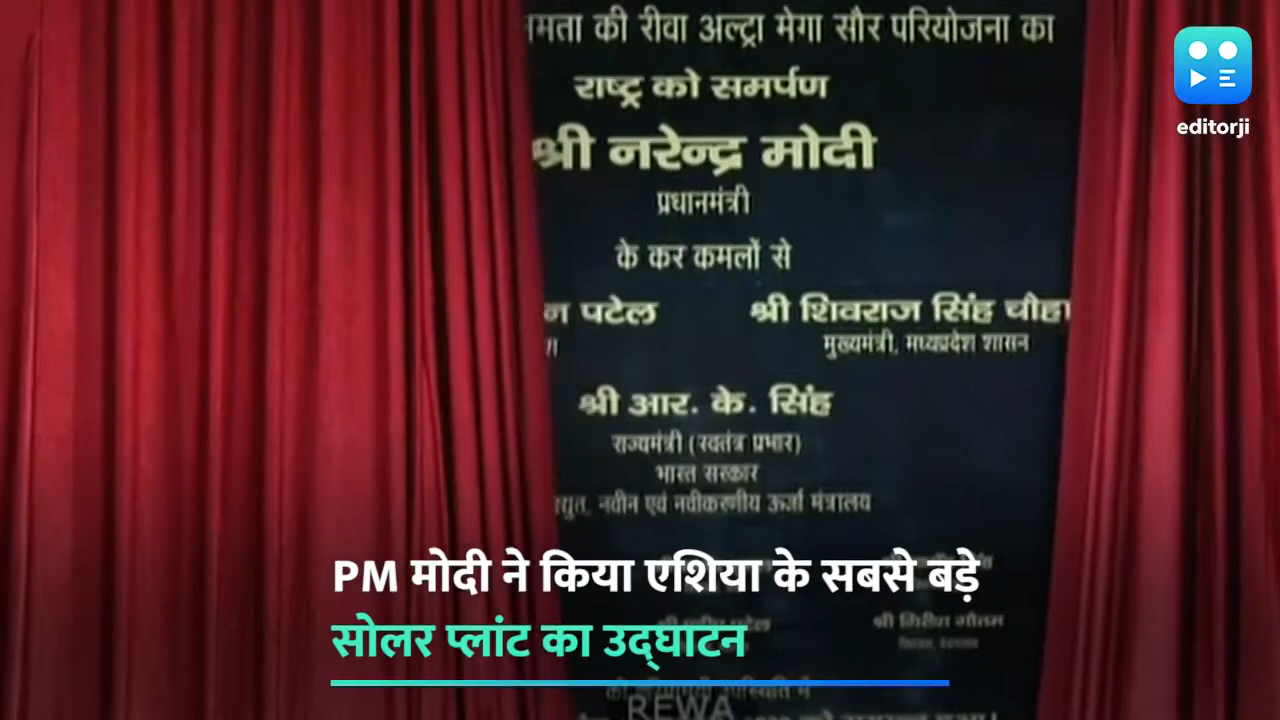 क्षमता की रीवा अल्ट्रा मेगा सौर परियोजना का
राष्ट्र को समर्पण
श्री नरेन्द्र मोदी
प्रधानमंत्री
के कर कमलों से
पटेल श्री शिवराज सिंह चौहा
मुख्यमंत्री, मध्यप्रदेश शासन
श्री आर. के. सिंह
राज्यमंत्री (स्वतंत्र प्रभार)
भारत सरकार
नवीन एवं नवीकरणीय ऊर्जा मंत्रालय
PM मोदी ने किया एशिया के सबसे बड़े
सोलर प्लांट का उद्घाटन
श्री गिरीश गौतम
REWA
editorji